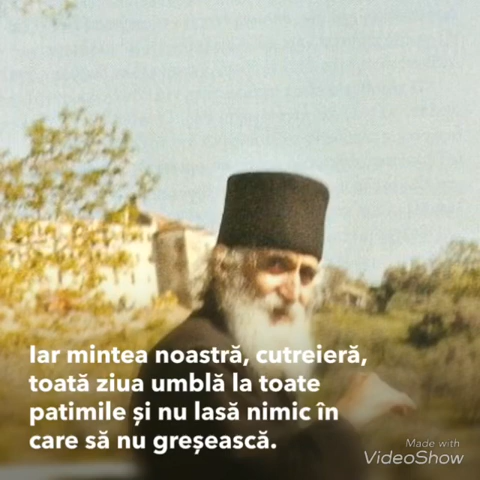 Iar mintea noastră, cutreieră,
toată ziua umblă la toate
patimile și nu lasă nimic în
care să nu greșească.
Made with
VideoShow